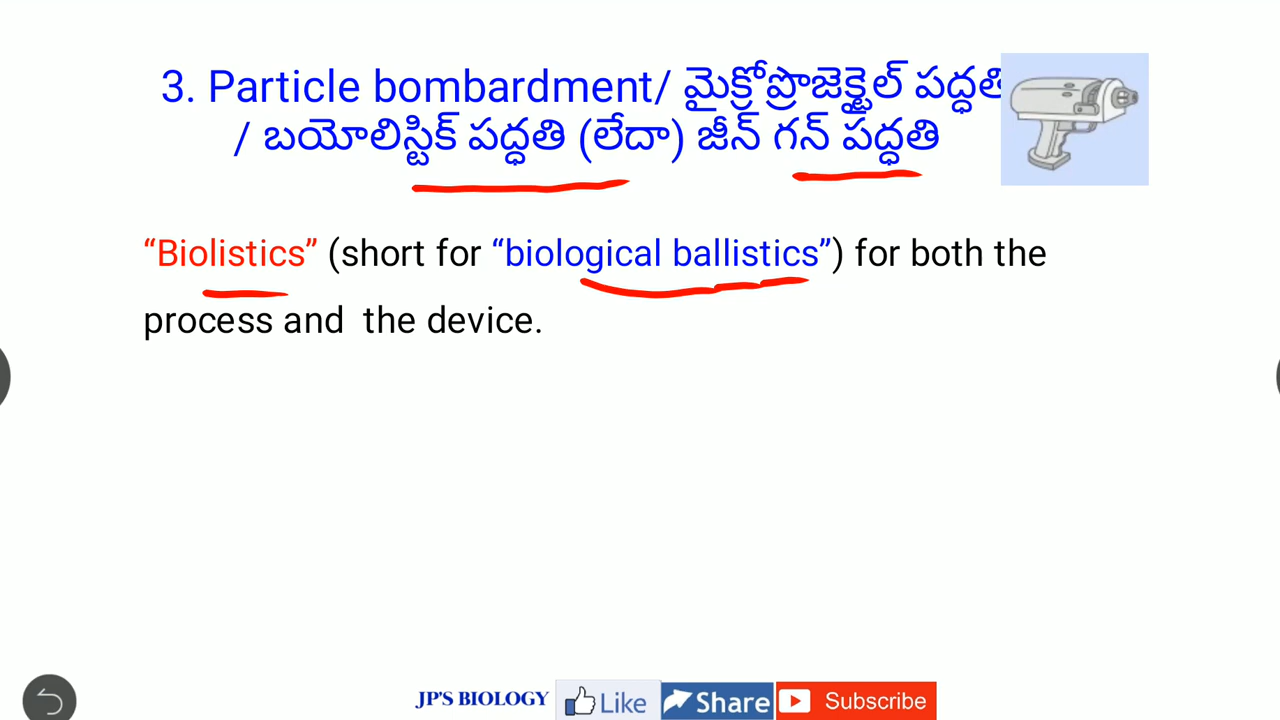 3. Particle bombardment/ మైక్రోప్రొజెక్టైల్ పద్ధతి
/ బయోలిస్టిక్ పద్ధతి (లేదా) జీన్ గన్ పద్ధతి
“Biolistics” (short for “biological ballistics”) for both the
process and the device.
JP'S BIOLOGY Like Share Subscribe